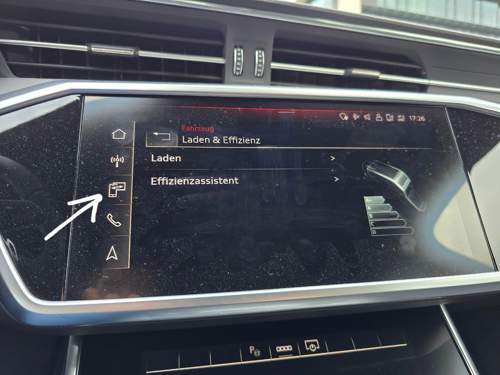 17:26
Fahrzeug
Laden & Effizienz
Laden >
Effizienzassistent >